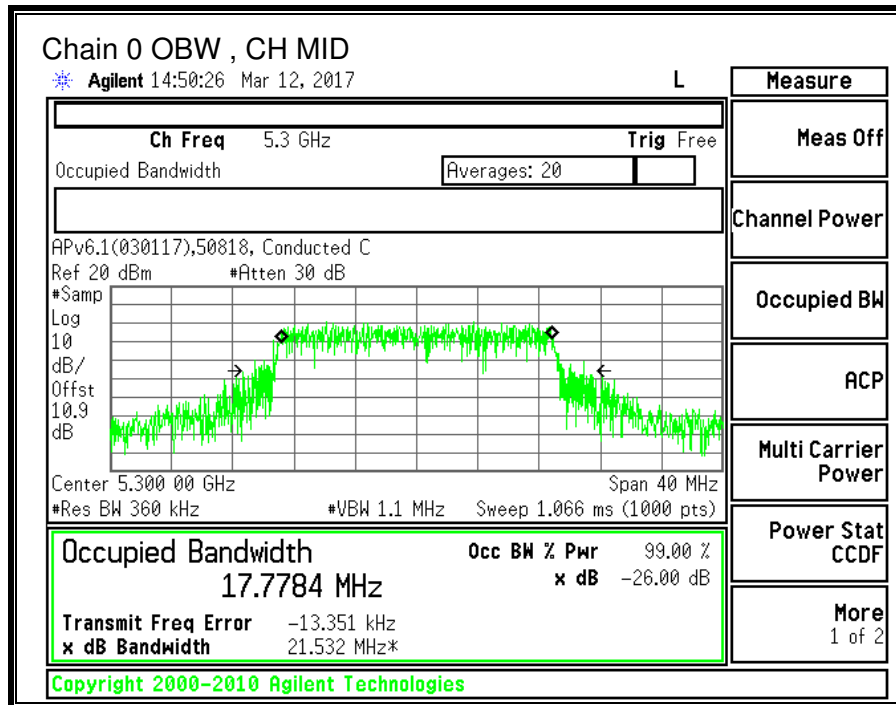 Chain 0 OBW , CH MID
Agilent 14:50:26 Mar 12, 2017 L
Measure
Ch Freq 5.3 GHz Trig Free
Meas Off
Occupied Bandwidth Averages: 20
Channel Power
APv6.1(030117),50818, Conducted C
Ref 20 dBm #Atten 30 dB
#Samp
Occupied BW
Log
10
dB/
ACP
Offst
10.9
dB
Multi Carrier
Power
Center 5.300 00 GHz Span 40 MHz
#Res BW 360 kHz #VBW 1.1 MHz Sweep 1.066 ms (1000 pts)
Power Stat
CCDF
Occupied Bandwidth Occ BW % Pwr 99.00 %
17.7784 MHz x dB -26.00 dB
Transmit Freq Error -13.351 kHz
x dB Bandwidth 21.532 MHz*
More
1 of 2
Copyright 2000-2010 Agilent Technologies